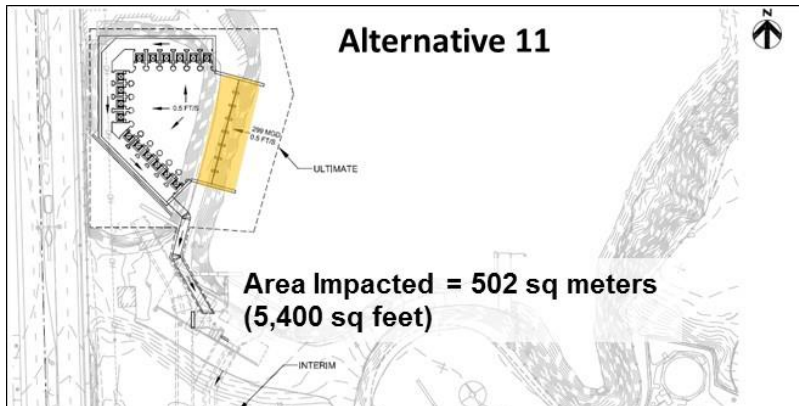 Alternative 11
N
0.5 FT/S
299 MGD
0.5 FT/S
ULTIMATE
Area Impacted = 502 sq meters
(5,400 sq feet)
INTERIM